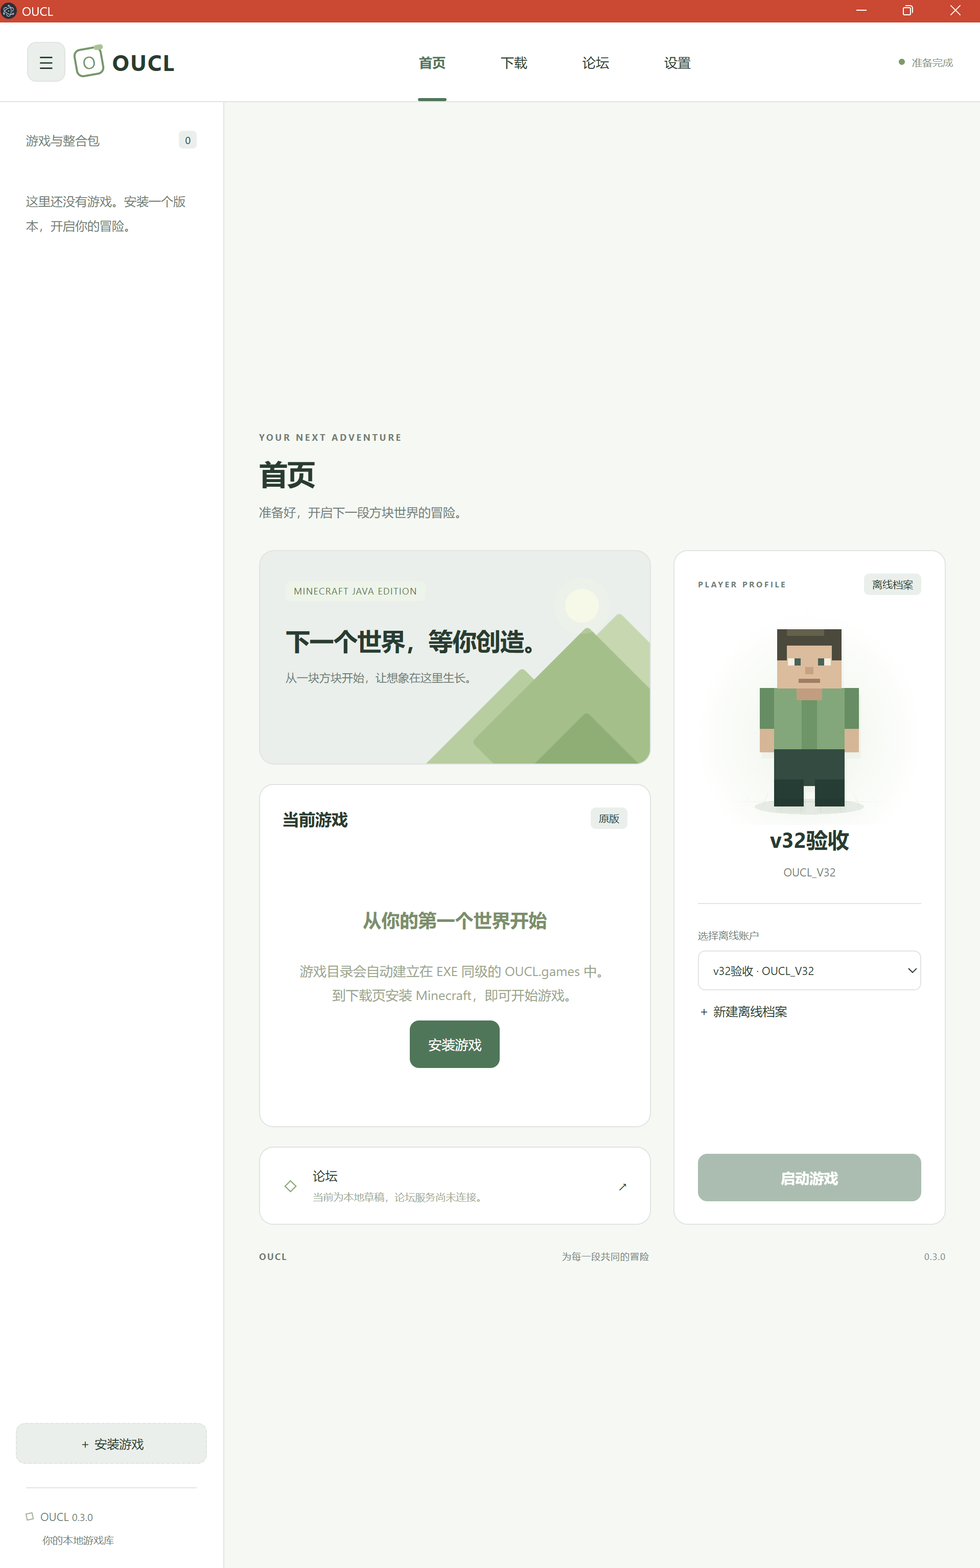 OUCL
OUCL
首页
下载
论坛
设置
准备完成
游戏与整合包
0
这里还没有游戏。安装一个版
本，开启你的冒险。
YOUR NEXT ADVENTURE
首页
准备好，开启下一段方块世界的冒险。
MINECRAFT JAVA EDITION
下一个世界，等你创造。
从一块方块开始，让想象在这里生长。
当前游戏
原版
从你的第一个世界开始
游戏目录会自动建立在 EXE 同级的 OUCL.games 中。
到下载页安装 Minecraft，即可开始游戏。
安装游戏
论坛
当前为本地草稿，论坛服务尚未连接。
PLAYER PROFILE
离线档案
v32验收
OUCL_V32
选择离线账户
v32验收 · OUCL_V32
+ 新建离线档案
启动游戏
OUCL
为每一段共同的冒险
0.3.0
+ 安装游戏
OUCL 0.3.0
你的本地游戏库